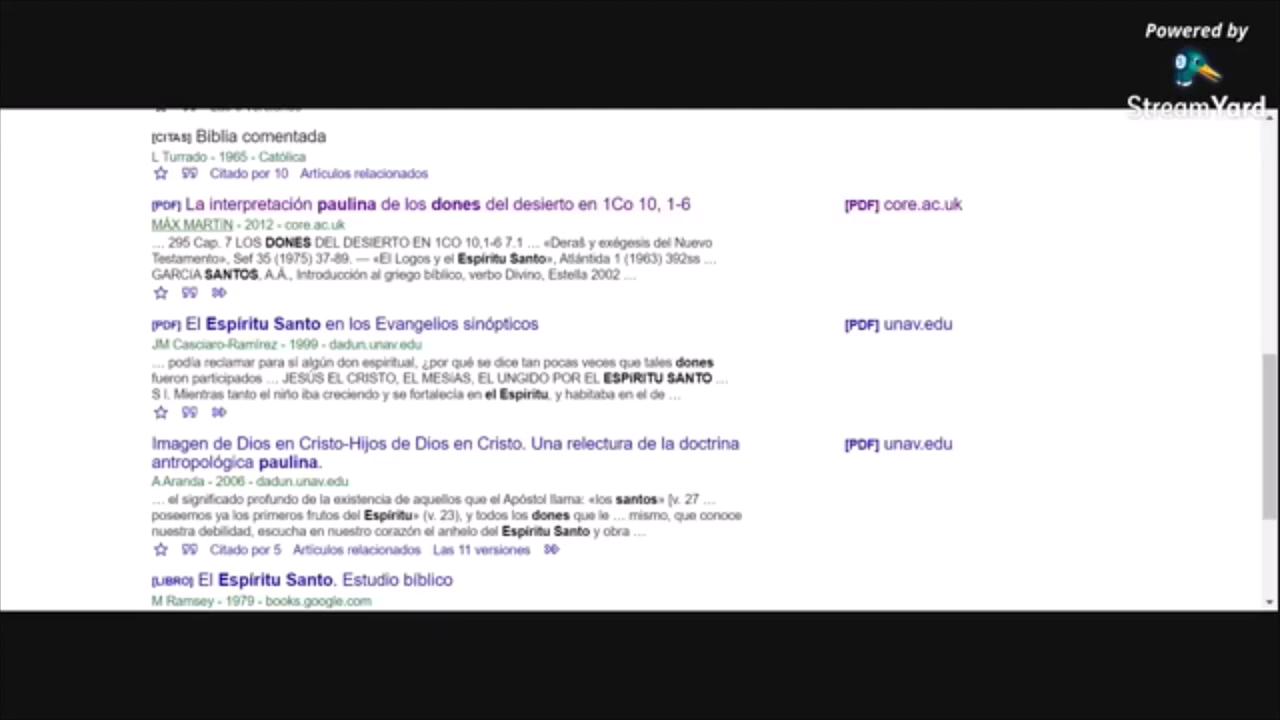 Powered by
StreamYard
[CITAS] Biblia comentada
L Turrado - 1965 - Católica
Citado por 10 Artículos relacionados
[PDF] La interpretación paulina de los dones del desierto en 1Co 10, 1-6
[PDF] core.ac.uk
MÁX MARTÍN - 2012 - core.ac.uk
… 295 Cap. 7 LOS DONES DEL DESIERTO EN 1CO 10,1-6 7.1 … «Deraš y exégesis del Nuevo
Testamento», Sef 35 (1975) 37-89. — «El Logos y el Espíritu Santo», Atlántida 1 (1963) 392ss …
GARCIA SANTOS, A.Á., Introducción al griego bíblico, verbo Divino, Estella 2002 …
[PDF] El Espíritu Santo en los Evangelios sinópticos
[PDF] unav.edu
JM Casciaro-Ramírez - 1999 - dadun.unav.edu
… podía reclamar para sí algún don espiritual, ¿por qué se dice tan pocas veces que tales dones
fueron participados … JESÚS EL CRISTO, EL MESÍAS, EL UNGIDO POR EL ESPÍRITU SANTO …
S I. Mientras tanto el niño iba creciendo y se fortalecía en el Espíritu, y habitaba en el de …
Imagen de Dios en Cristo-Hijos de Dios en Cristo. Una relectura de la doctrina
antropológica paulina.
[PDF] unav.edu
A Aranda - 2006 - dadun.unav.edu
… el significado profundo de la existencia de aquellos que el Apóstol llama: «los santos» [v. 27 …
poseemos ya los primeros frutos del Espíritu» (v. 23), y todos los dones que le … mismo, que conoce
nuestra debilidad, escucha en nuestro corazón el anhelo del Espíritu Santo y obra …
Citado por 5 Artículos relacionados Las 11 versiones
[LIBRO] El Espíritu Santo. Estudio bíblico
M Ramsey - 1979 - books.google.com